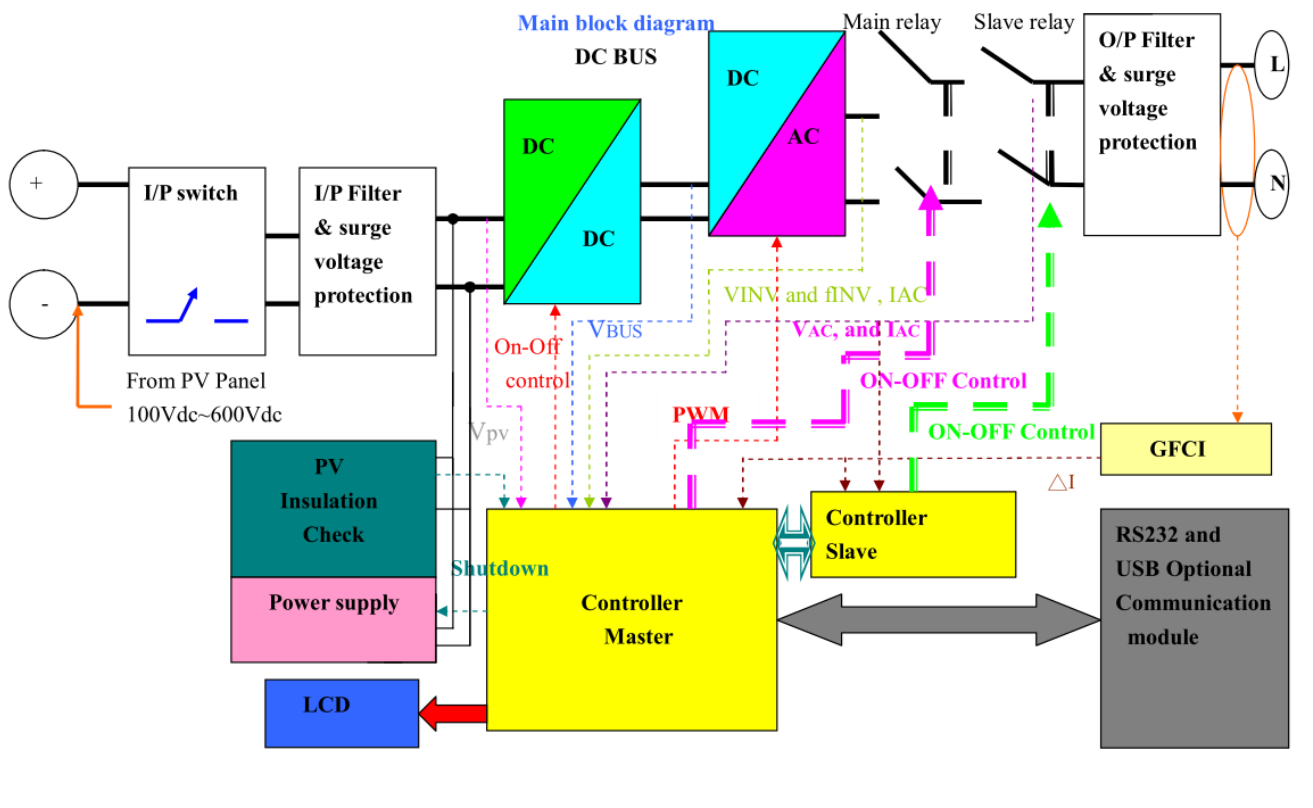 Main block diagram
DC BUS
Main relay
Slave relay
O/P Filter
& surge
voltage
protection
L
N
DC
AC
DC
DC
+
-
I/P switch
I/P Filter
& surge
voltage
protection
From PV Panel
100Vdc~600Vdc
On-Off
control
VBUS
VINV and fINV , IAC
VAC, and IAC
ON-OFF Control
ON-OFF Control
PWM
Vpv
GFCI
△I
PV
Insulation
Check
Shutdown
Power supply
Controller
Master
Controller
Slave
RS232 and
USB Optional
Communication
module
LCD